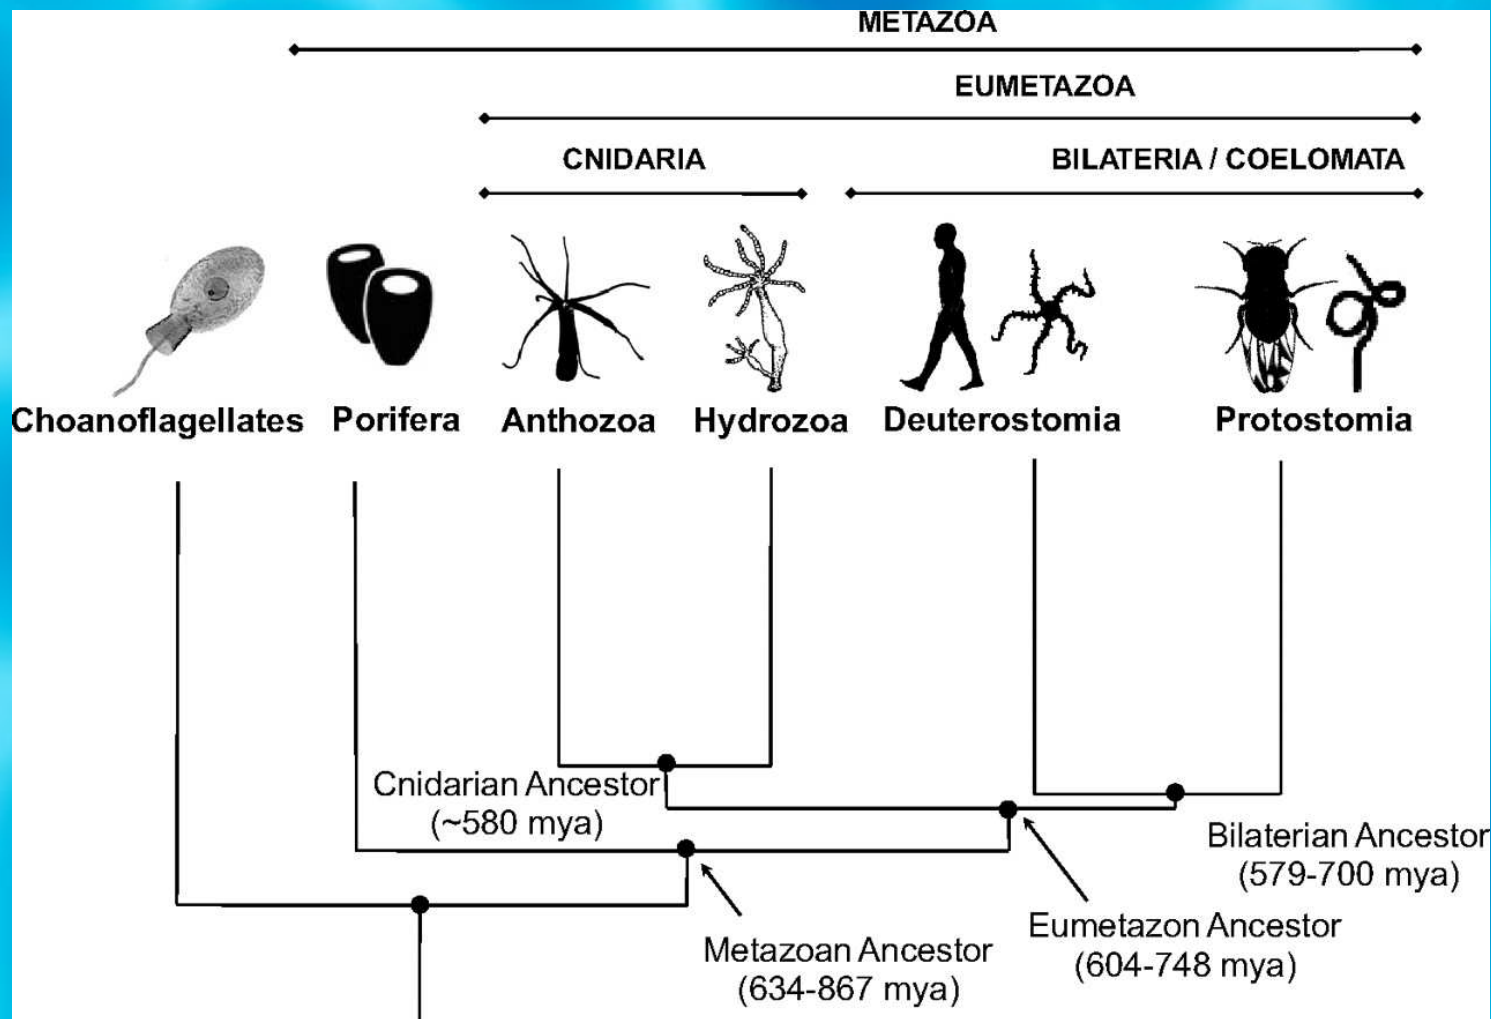 METAZOA
EUMETAZOA
CNIDARIA
BILATERIA / COELOMATA
Choanoflagellates
Porifera
Anthozoa
Hydrozoa
Deuterostomia
Protostomia
Cnidarian Ancestor
(~580 mya)
Bilaterian Ancestor
(579-700 mya)
Eumetazon Ancestor
(604-748 mya)
Metazoan Ancestor
(634-867 mya)